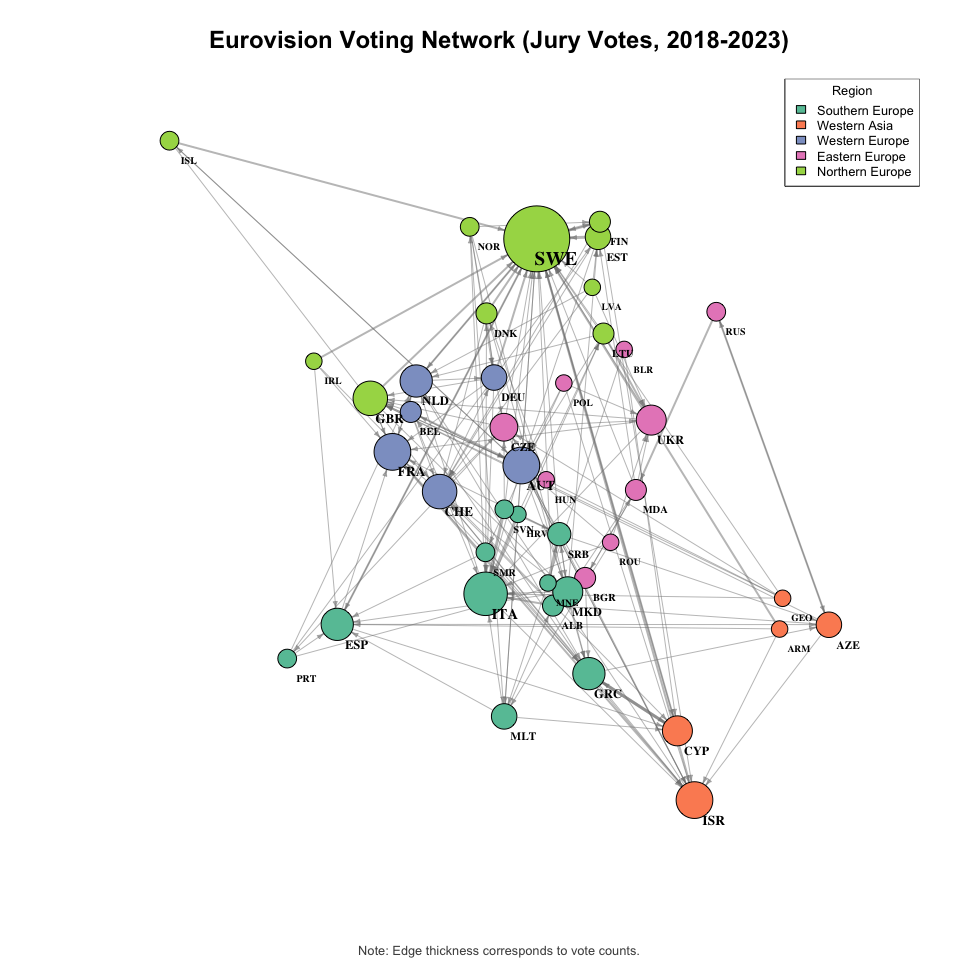 Eurovision Voting Network (Jury Votes, 2018-2023)
Region
Southern Europe
Western Asia
Western Europe
Eastern Europe
Northern Europe
ISL
NOR
SWE
FIN
EST
LVA
RUS
DNK
LTU
BLR
IRL
NLD
DEU
POL
GBR
BEL
UKR
CZE
FRA
AUT
HUN
CHE
MDA
SVN
HRV
SRB
ROU
SMR
BGR
MNE
ITA
MKD
GEO
ALB
ESP
ARM
AZE
PRT
GRC
MLT
CYP
ISR
Note: Edge thickness corresponds to vote counts.